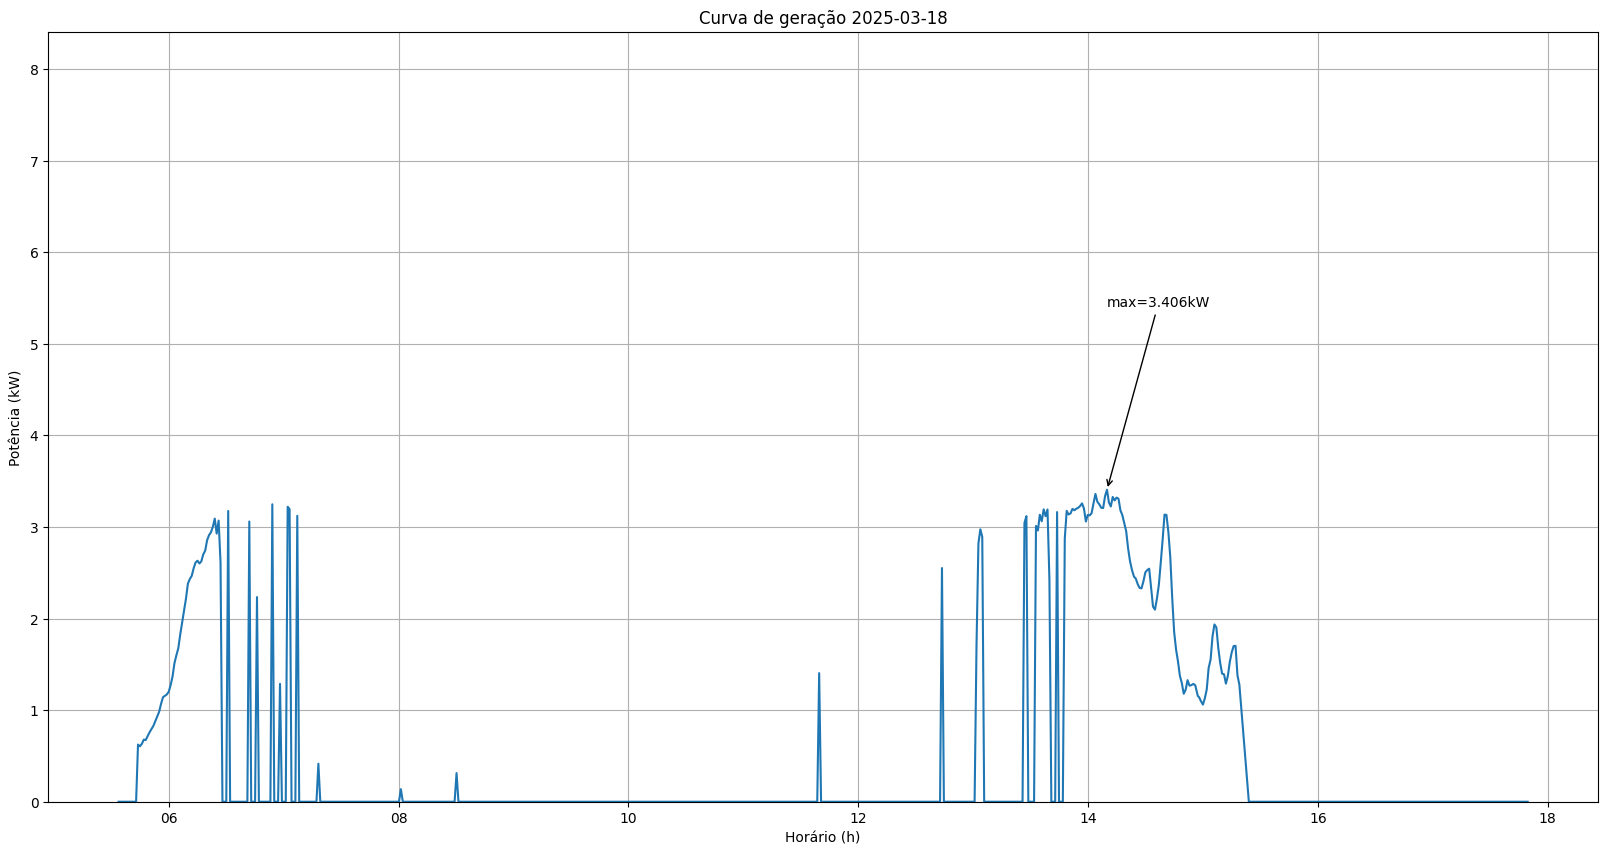 Curva de geração 2025-03-18
8
7
6
5
4
3
2
1
0
Potência (kW)
max=3.406kW
06 08 10 12 14 16 18
Horário (h)